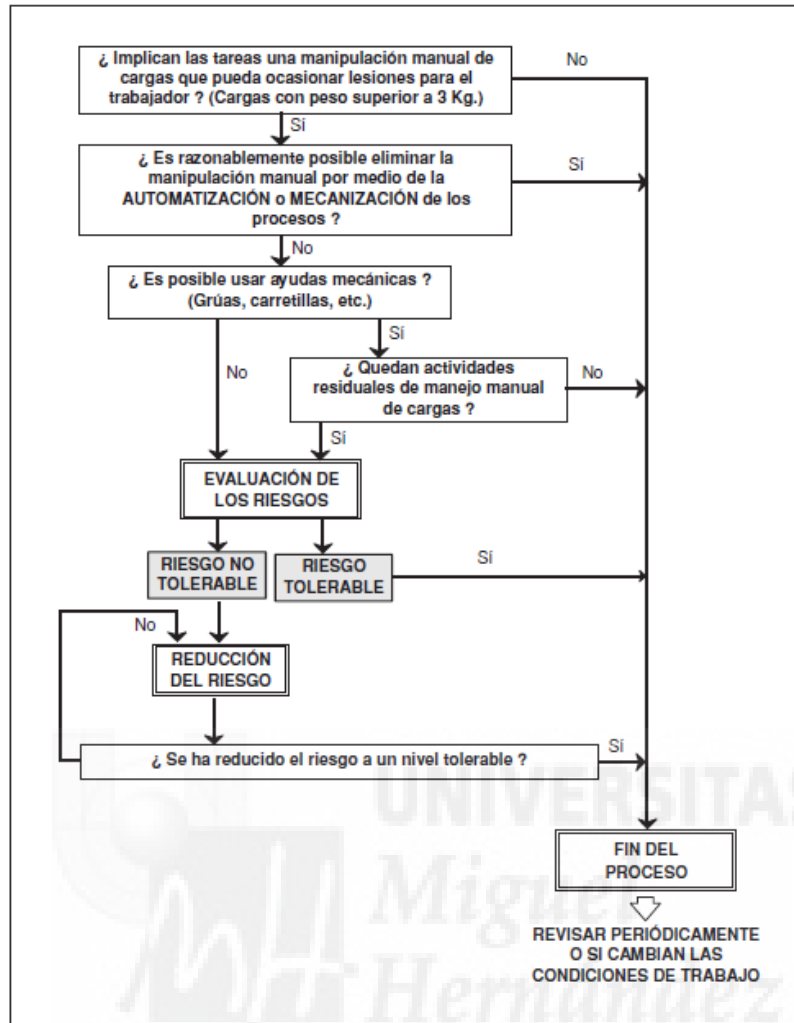 ¿ Implican las tareas una manipulación manual de
cargas que pueda ocasionar lesiones para el
trabajador ? (Cargas con peso superior a 3 Kg.)
No
Sí
¿ Es razonablemente posible eliminar la
manipulación manual por medio de la
AUTOMATIZACIÓN o MECANIZACIÓN de los
procesos ?
Sí
No
¿ Es posible usar ayudas mecánicas ?
(Grúas, carretillas, etc.)
Sí
No
¿ Quedan actividades
residuales de manejo manual
de cargas ?
No
Sí
EVALUACIÓN DE
LOS RIESGOS
RIESGO NO
TOLERABLE
RIESGO
TOLERABLE
Sí
No
REDUCCIÓN
DEL RIESGO
¿ Se ha reducido el riesgo a un nivel tolerable ?
Sí
UNIVERSITAS
Miguel
Hernández
FIN DEL
PROCESO
REVISAR PERIÓDICAMENTE
O SI CAMBIAN LAS
CONDICIONES DE TRABAJO